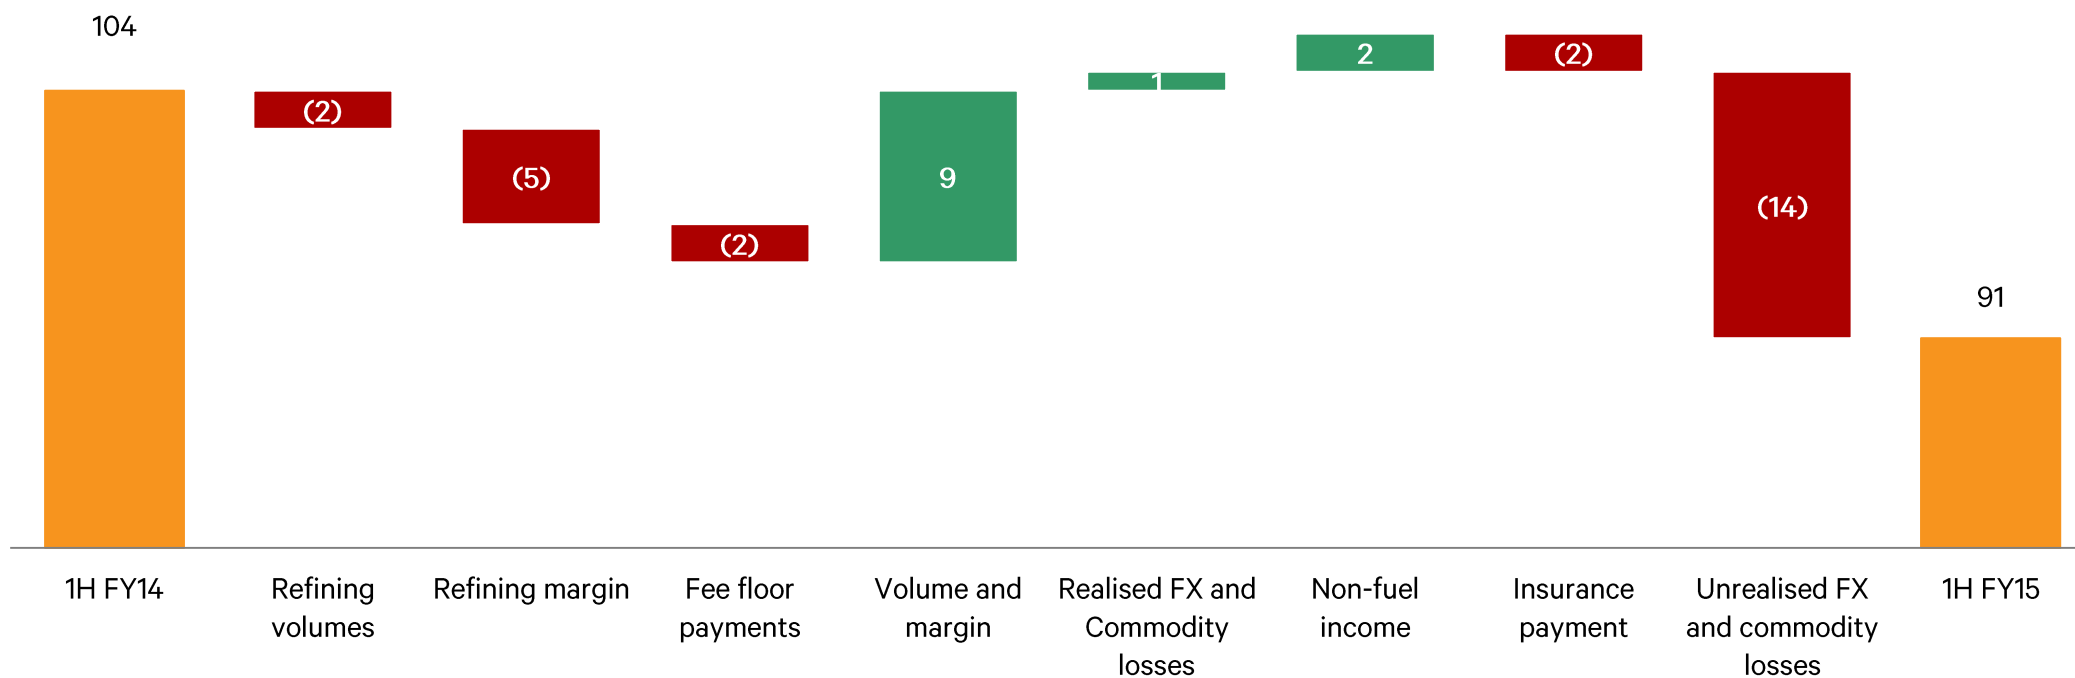 104
(2)
(5)
(2)
9
1
2
(2)
(14)
91
1H FY14
Refining
volumes
Refining margin
Fee floor
payments
Volume and
margin
Realised FX and
Commodity
losses
Non-fuel
income
Insurance
payment
Unrealised FX
and commodity
losses
1H FY15